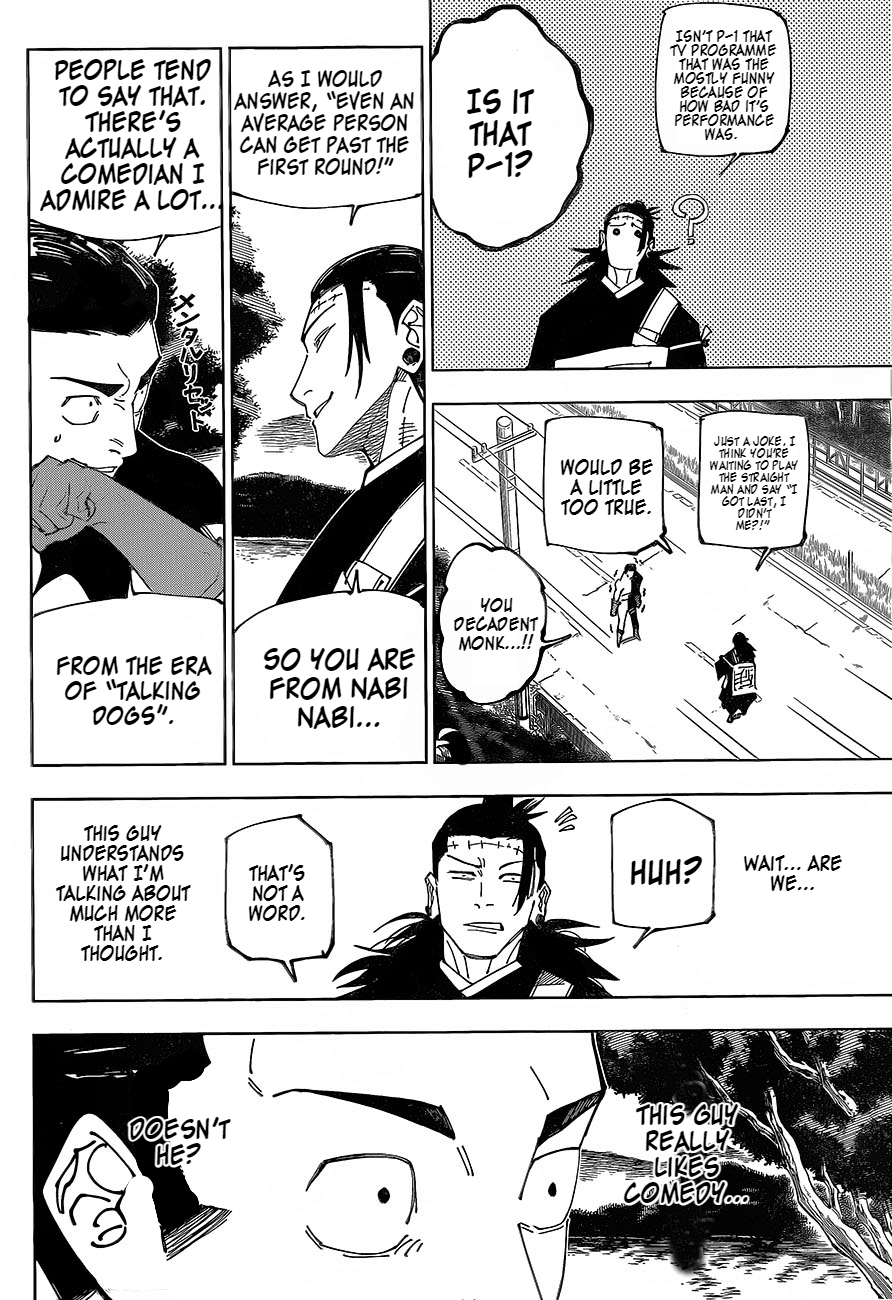 ISN'T P-1 THAT
TV PROGRAMME
THAT WAS THE
MOSTLY FUNNY
BECAUSE OF
HOW BAD IT'S
PERFORMANCE
WAS.
IS IT
THAT
P-1?
?
JUST A JOKE. I
THINK YOU'RE
WAITING TO PLAY
THE STRAIGHT
MAN AND SAY "I
GOT LAST, I
DIDN'T
ME?!"
WOULD BE
A LITTLE
TOO TRUE.
YOU
DECADENT
MONK...!!
AS I WOULD
ANSWER, "EVEN AN
AVERAGE PERSON
CAN GET PAST THE
FIRST ROUND!"
SO YOU ARE
FROM NABI
NABI...
PEOPLE TEND
TO SAY THAT.
THERE'S
ACTUALLY A
COMEDIAN I
ADMIRE A LOT...
メンタルリセット
FROM THE ERA
OF "TALKING
DOGS".
WAIT... ARE
WE...
HUH?
THAT'S
NOT A
WORD.
THIS GUY
UNDERSTANDS
WHAT I'M
TALKING ABOUT
MUCH MORE
THAN I
THOUGHT.
THIS GUY
REALLY
LIKES
COMEDY...
DOESN'T
HE?